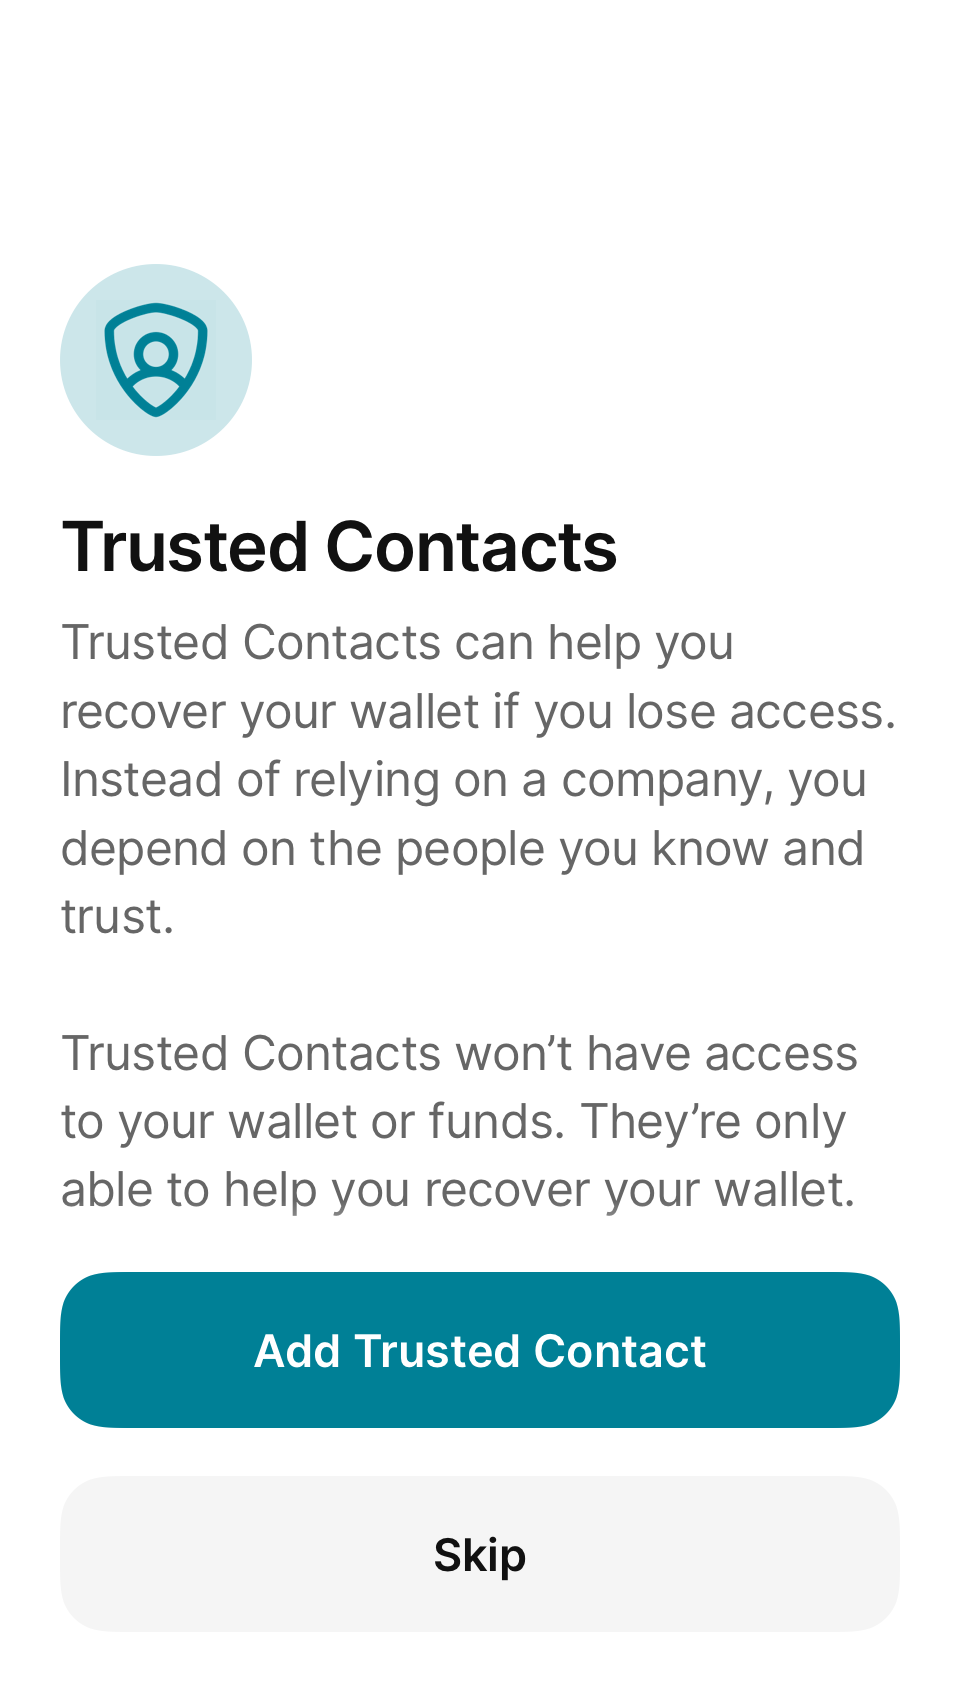 Trusted Contacts
Trusted Contacts can help you
recover your wallet if you lose access.
Instead of relying on a company, you
depend on the people you know and
trust.
Trusted Contacts won’t have access
to your wallet or funds. They’re only
able to help you recover your wallet.
Add Trusted Contact
Skip